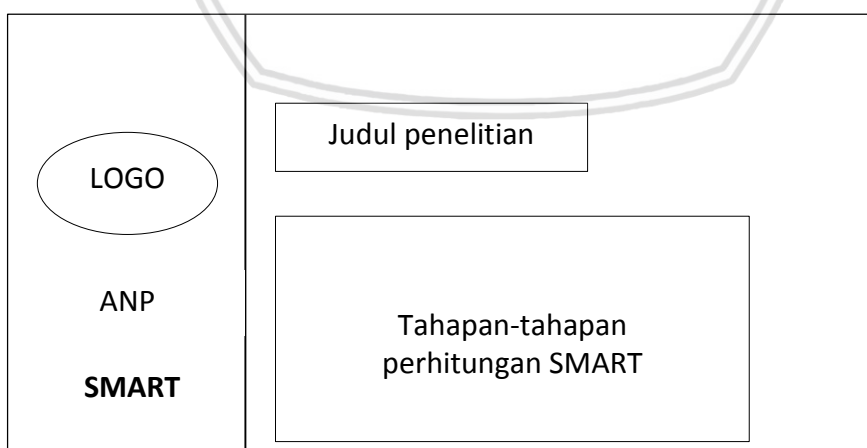 LOGO
ANP
SMART
Judul penelitian
Tahapan-tahapan
perhitungan SMART